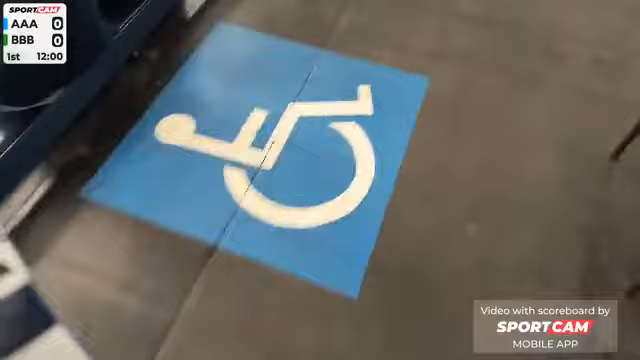 SPORTCAM
AAA 0
BBB 0
1st 12:00
Video with scoreboard by
SPORTCAM
MOBILE APP